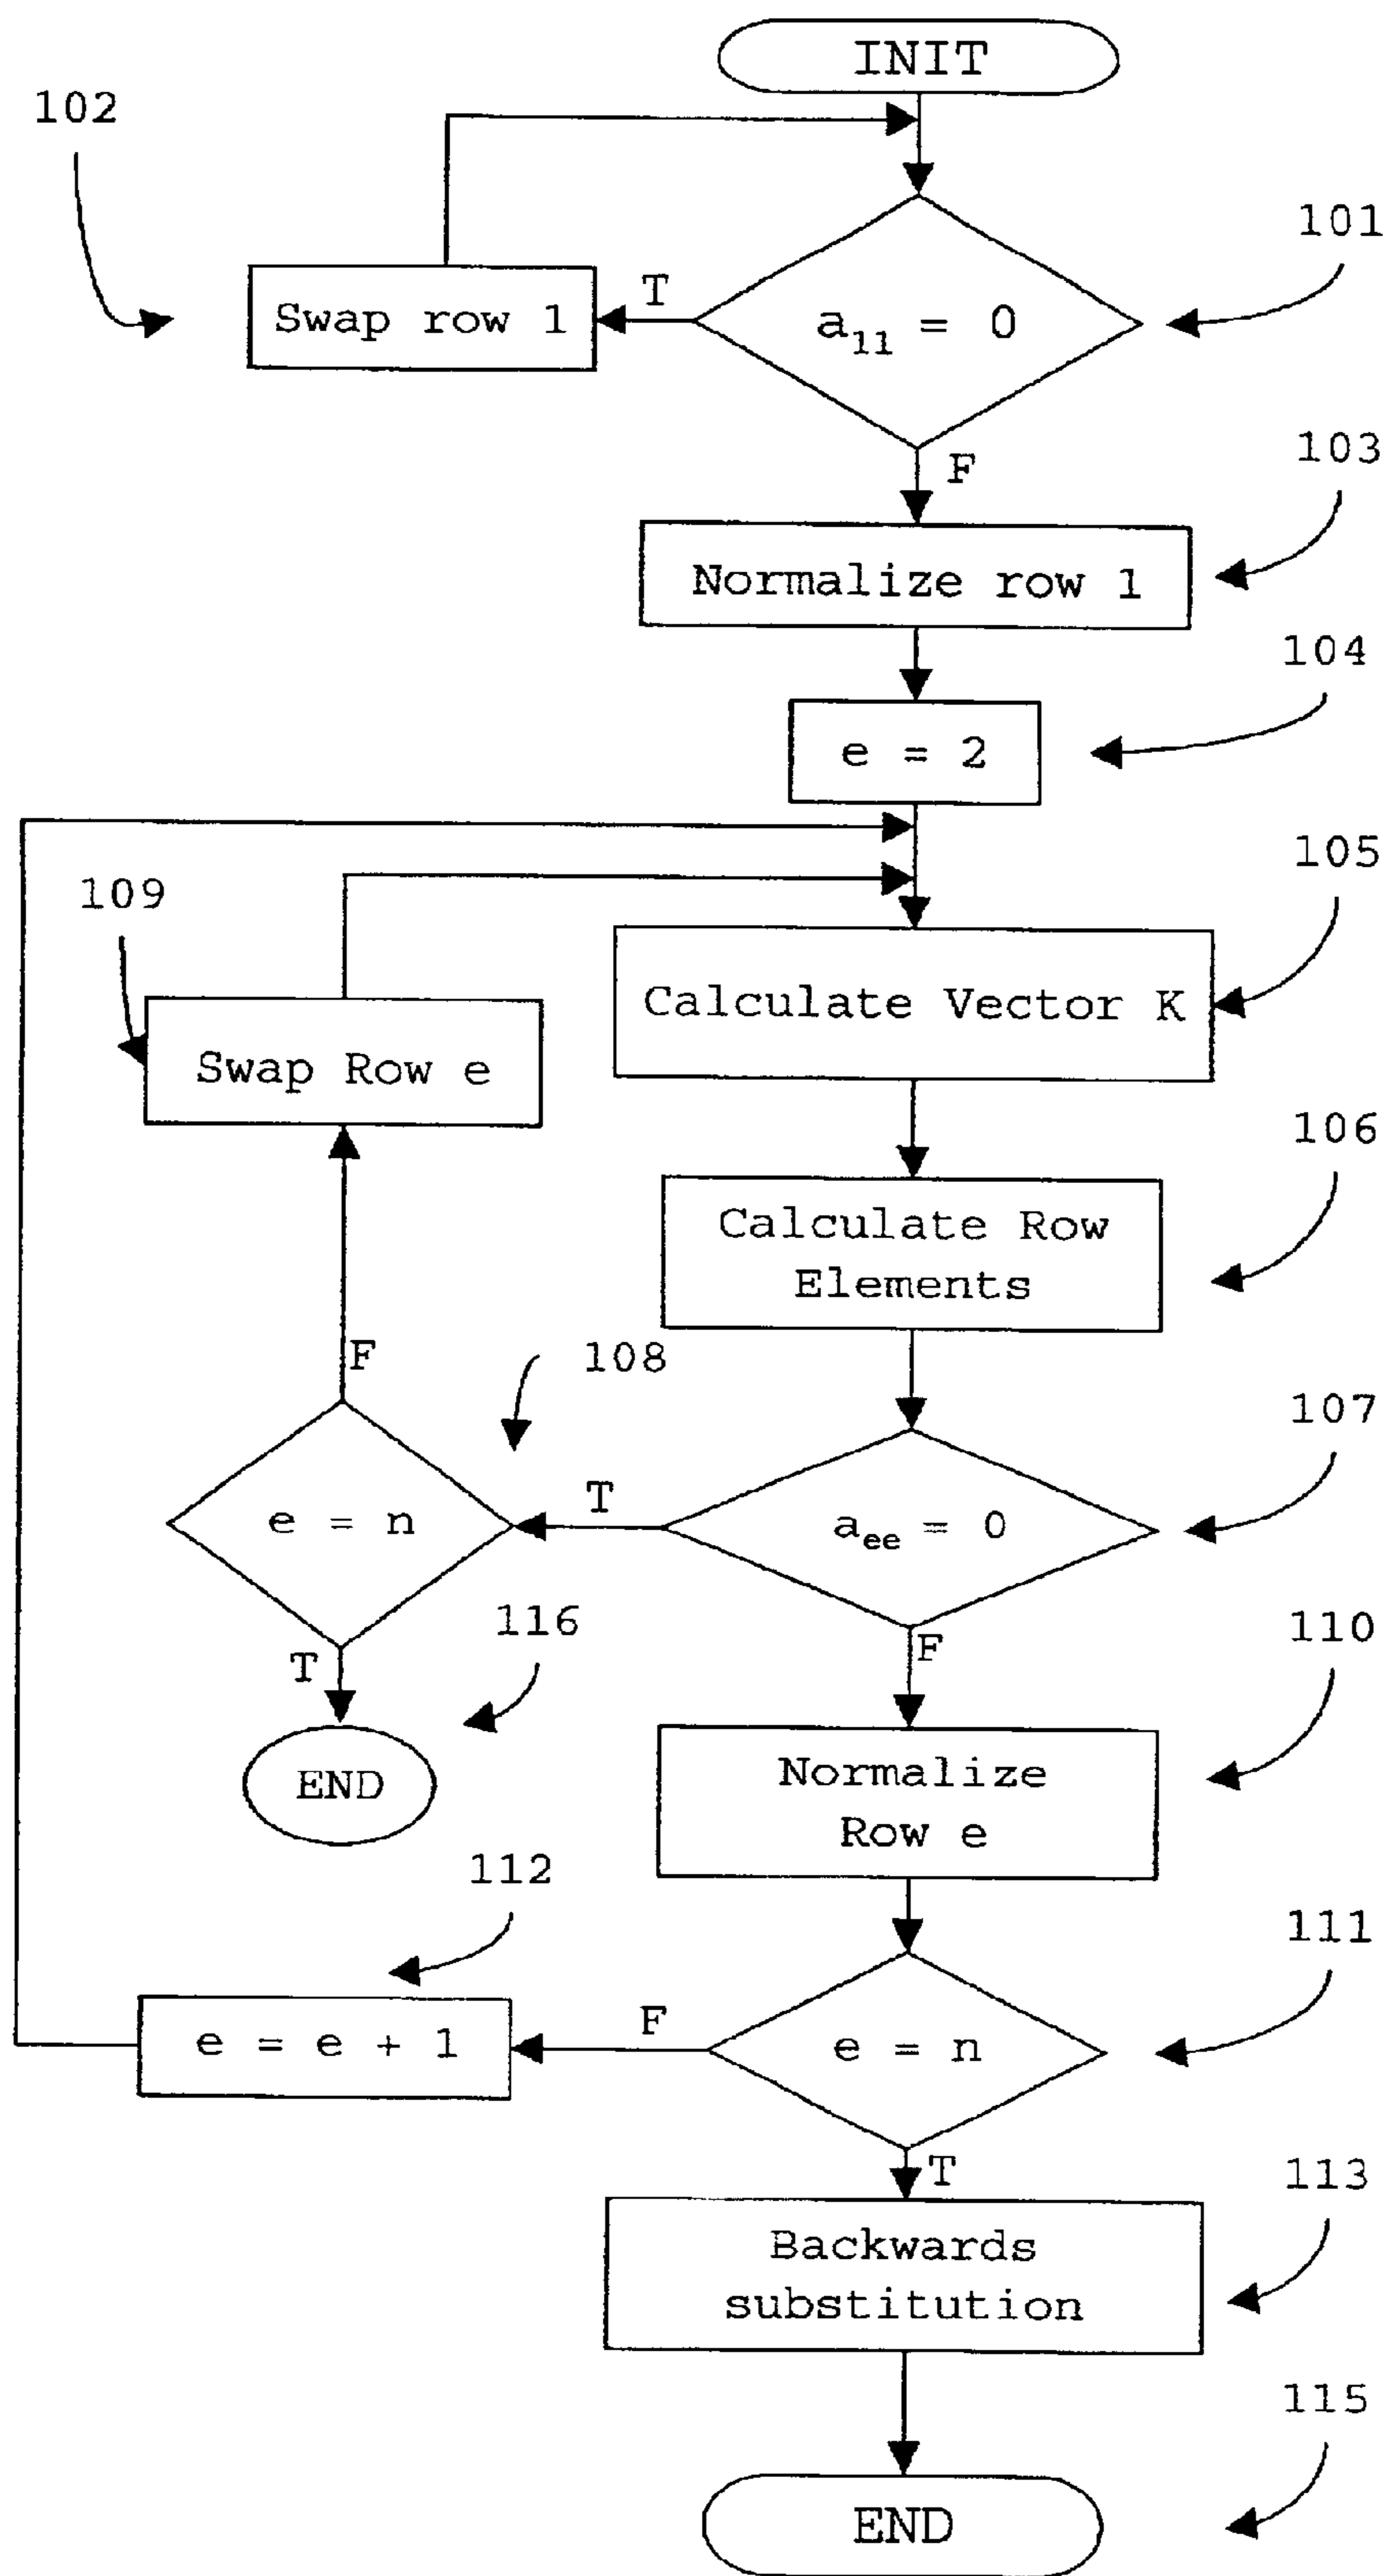 INIT
102
101
T
Swap row 1
a11 = 0
F
103
Normalize row 1
104
e = 2
105
109
Calculate Vector K
Swap Row e
106
Calculate Row
Elements
F
108
107
T
e = n
aee = 0
116
110
T
F
END
Normalize
Row e
112
111
F
e = e + 1
e = n
T
113
Backwards
substitution
115
END